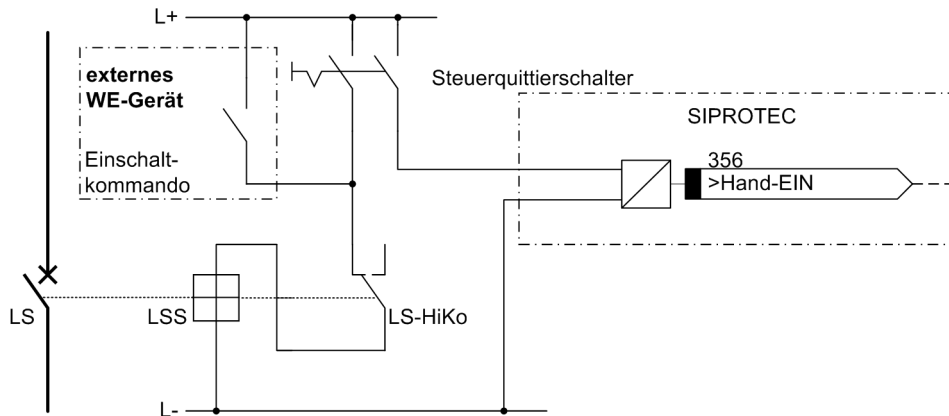 L+
externes
WE-Gerät
Einschalt-
kommando
Steuerquittierschalter
SIPROTEC
356
>Hand-EIN
LS
LSS
LS-HiKo
L-